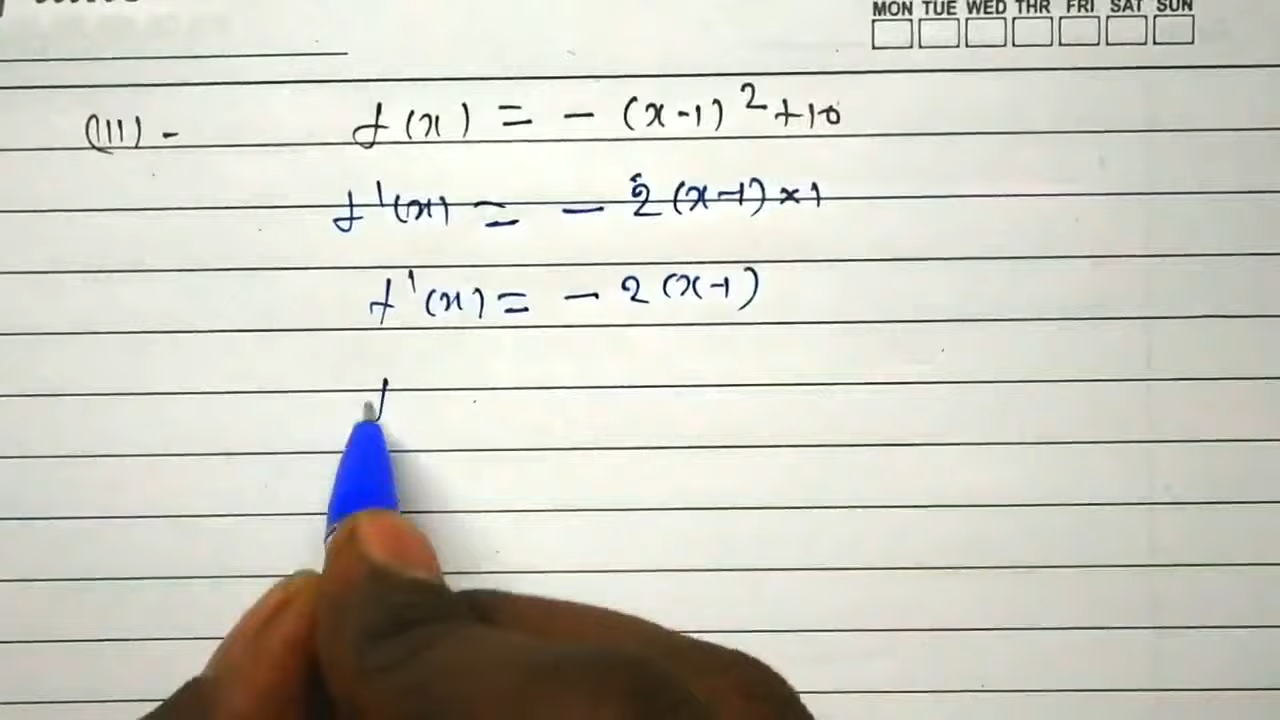 MON TUE WED THR FRI SAT SUN
(III) - f(x) = - (x-1)² + 10
f'(x) = - 2 (x-1) × 1
f'(x) = - 2 (x-1)
f